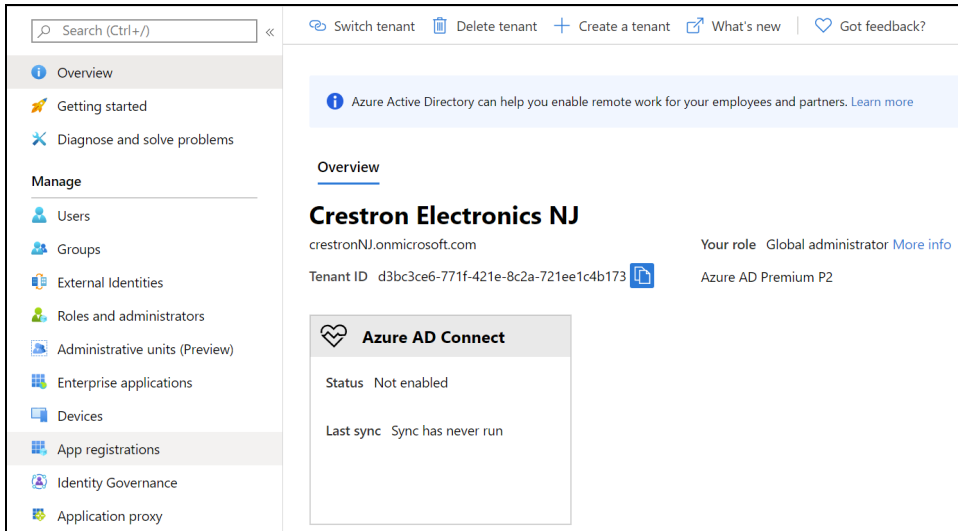 Search (Ctrl+/)
«
Overview
Getting started
Diagnose and solve problems
Manage
Users
Groups
External Identities
Roles and administrators
Administrative units (Preview)
Enterprise applications
Devices
App registrations
Identity Governance
Application proxy
Switch tenant Delete tenant Create a tenant What's new Got feedback?
Azure Active Directory can help you enable remote work for your employees and partners. Learn more
Overview
Crestron Electronics NJ
crestronNJ.onmicrosoft.com
Your role Global administrator More info
Tenant ID d3bc3ce6-771f-421e-8c2a-721ee1c4b173
Azure AD Premium P2
Azure AD Connect
Status Not enabled
Last sync Sync has never run